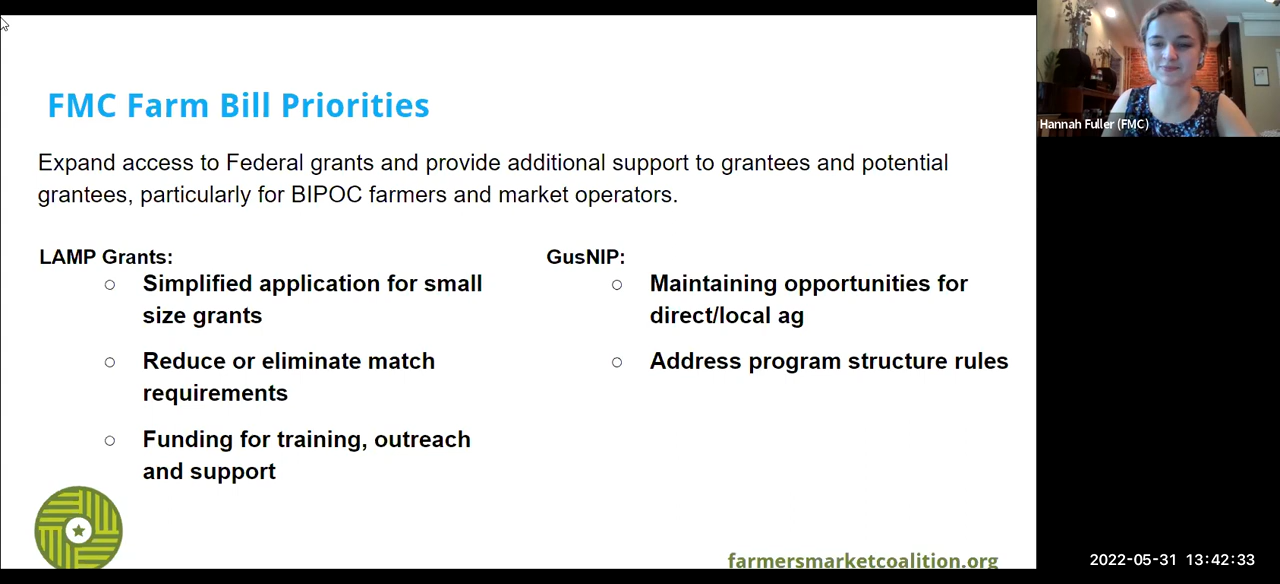 FMC Farm Bill Priorities
Expand access to Federal grants and provide additional support to grantees and potential
grantees, particularly for BIPOC farmers and market operators.
LAMP Grants:
○ Simplified application for small
size grants
○ Reduce or eliminate match
requirements
○ Funding for training, outreach
and support
GusNIP:
○ Maintaining opportunities for
direct/local ag
○ Address program structure rules
farmersmarketcoalition.org
Hannah Fuller (FMC)
2022-05-31 13:42:33